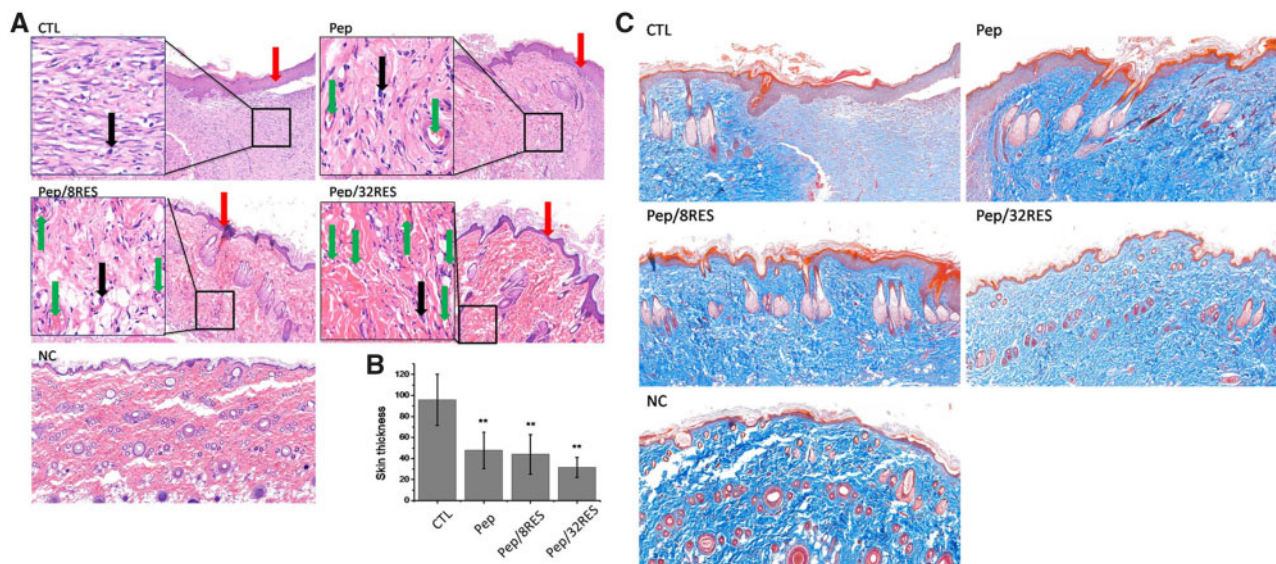 A
CTL
Pep
Pep/8RES
Pep/32RES
NC
B
Skin thickness
120
100
80
60
40
20
0
**
**
**
CTL
Pep
Pep/8RES
Pep/32RES
C
CTL
Pep
Pep/8RES
Pep/32RES
NC